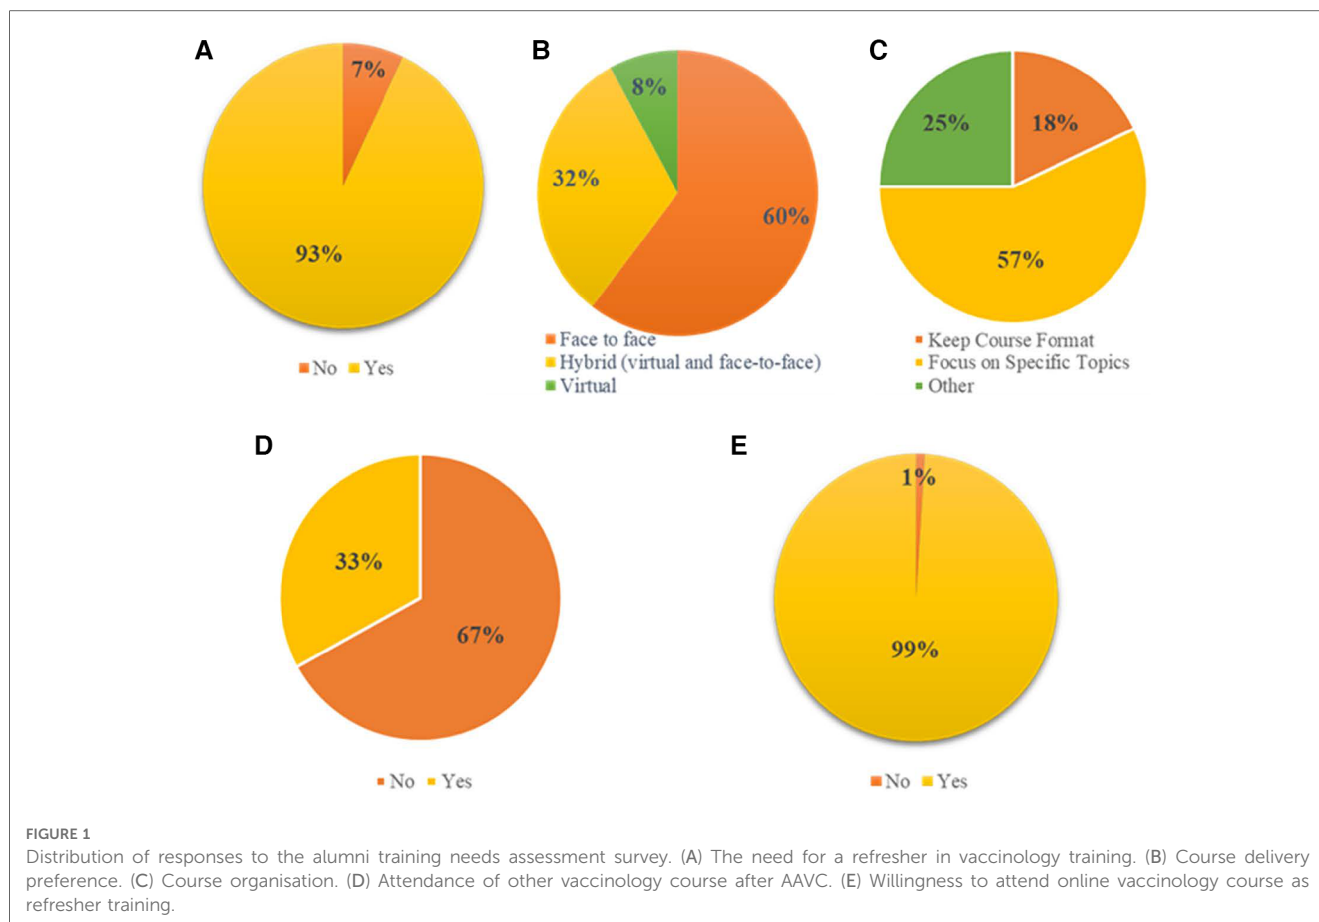 A
7%
93%
No Yes
B
8%
32%
60%
Face to face
Hybrid (virtual and face-to-face)
Virtual
C
25%
18%
57%
Keep Course Format
Focus on Specific Topics
Other
D
33%
67%
No Yes
E
1%
99%
No Yes
FIGURE 1
Distribution of responses to the alumni training needs assessment survey. (A) The need for a refresher in vaccinology training. (B) Course delivery
preference. (C) Course organisation. (D) Attendance of other vaccinology course after AAVC. (E) Willingness to attend online vaccinology course as
refresher training.